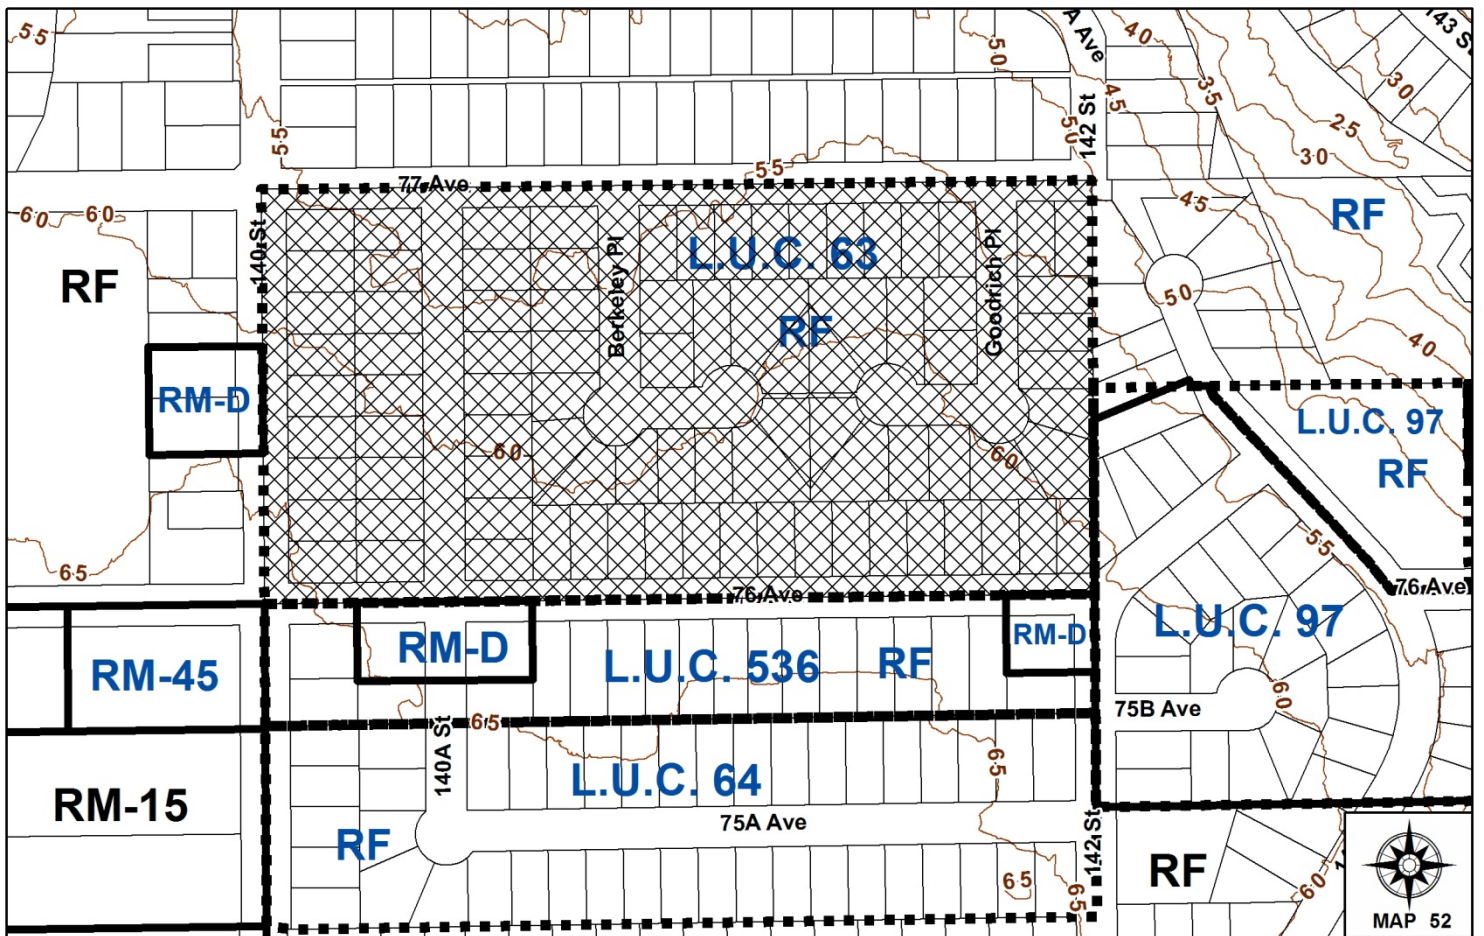 55
50
A Ave
40
143 St
30
35
45
142 St
50
25
30
55
55
77 Ave
45
RF
60
60
140 St
Berkeley Pl
L.U.C. 63
Goodrich Pl
RF
RF
50
40
RM-D
L.U.C. 97
RF
60
60
55
65
76 Ave
76 Ave
RM-D
L.U.C. 536
RF
RM-D
L.U.C. 97
RM-45
60
75B Ave
65
140A St
L.U.C. 64
65
RM-15
75A Ave
142 St
RF
RF
65
65
60
MAP 52